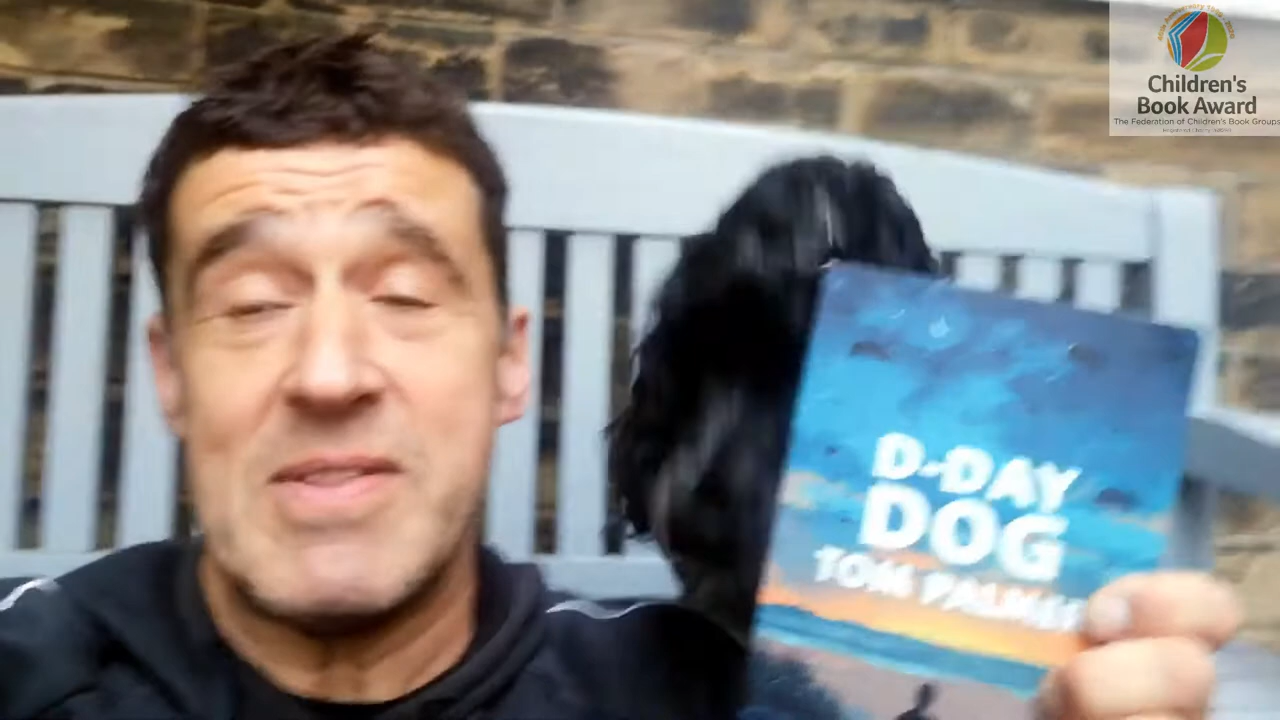 Children's
Book Award
The Federation of Children's Book Groups
D-DAY
DOG
TOM PALMER